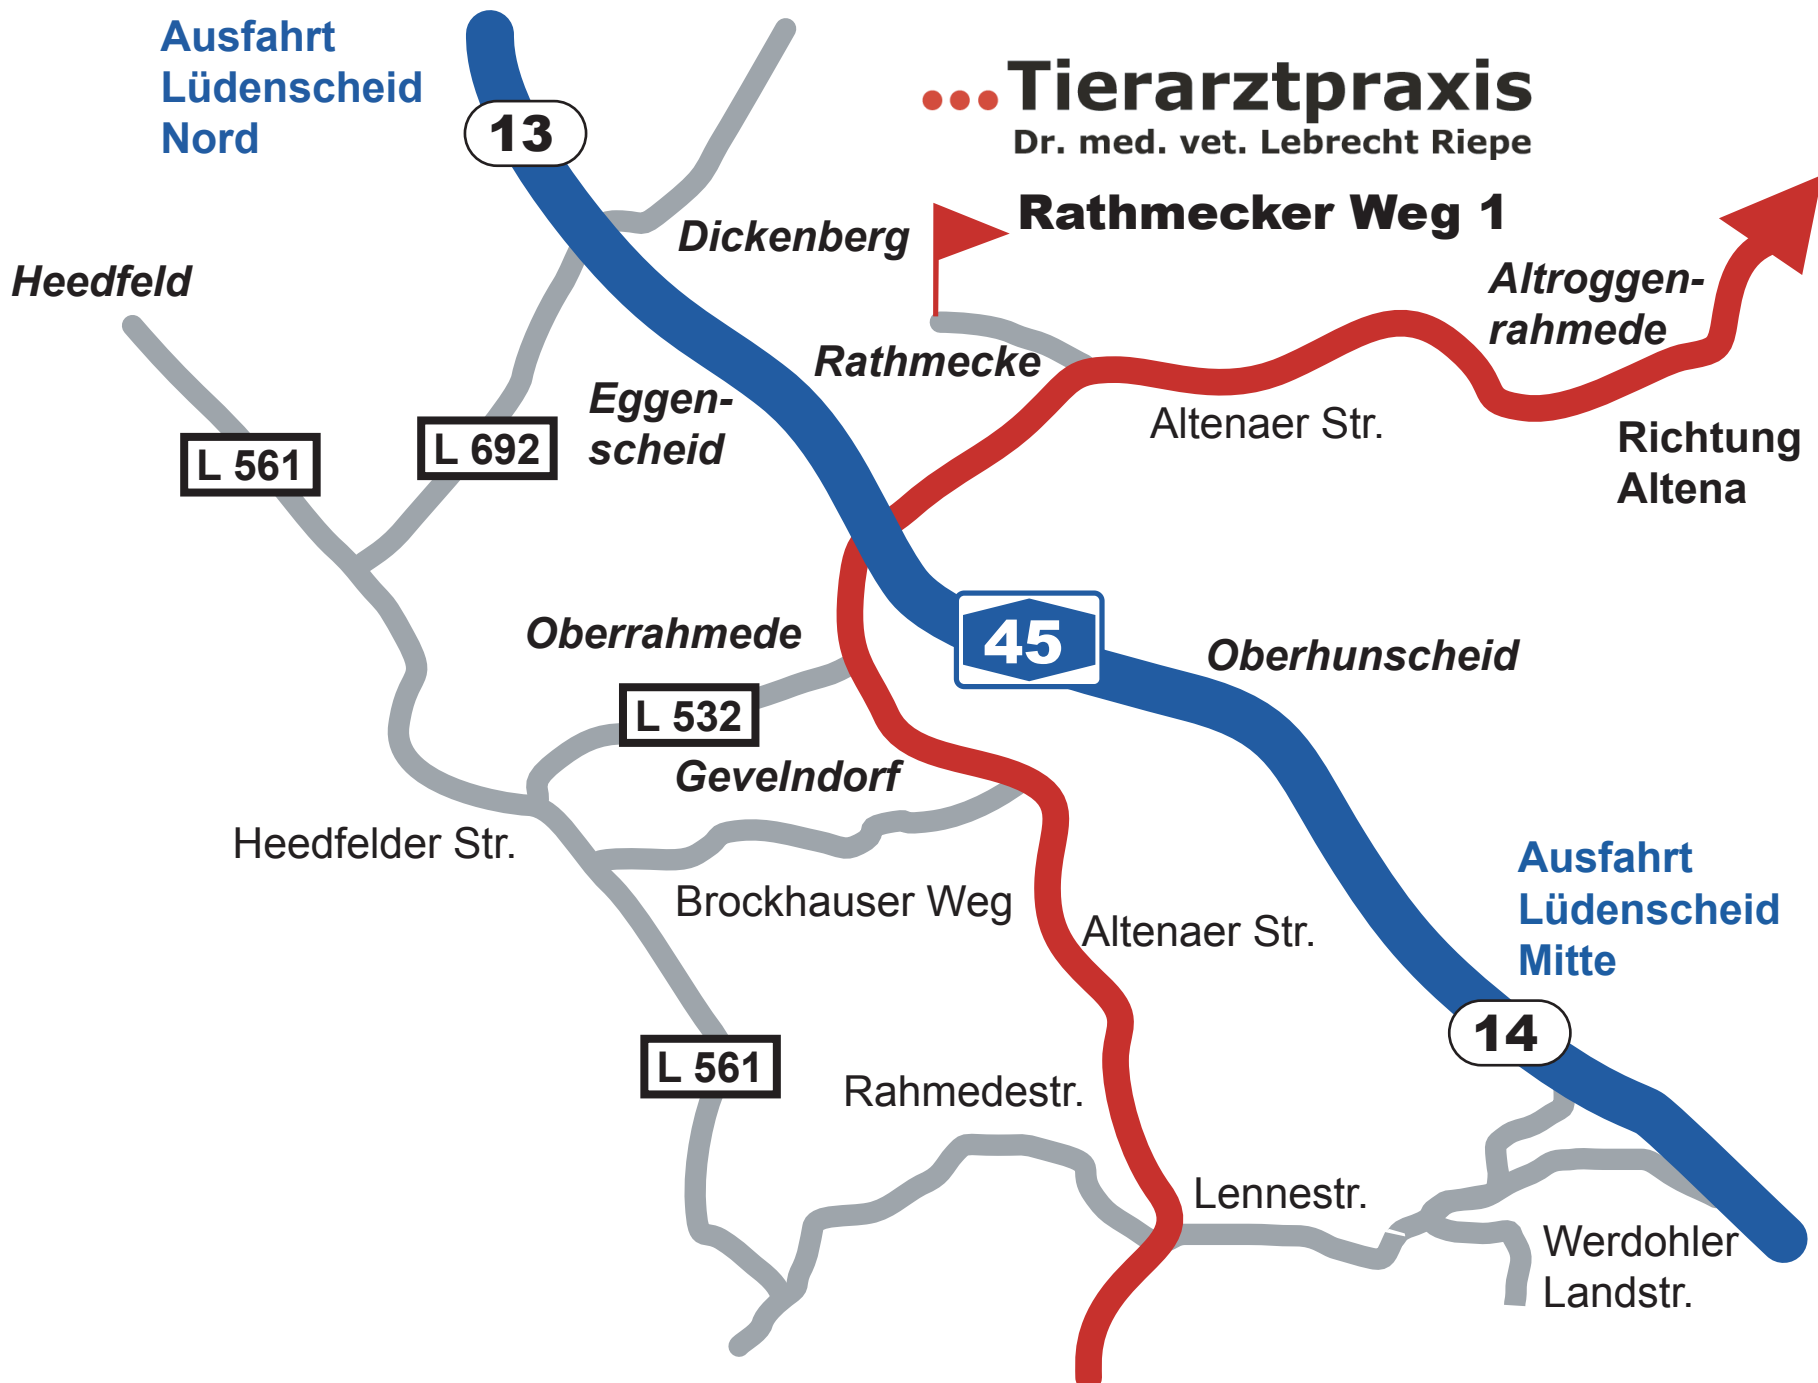 Ausfahrt
Lüdenscheid
Nord
13
Tierarztpraxis
Dr. med. vet. Lebrecht Riepe
Rathmecker Weg 1
Dickenberg
Heedfeld
Altroggen-
rahmede
Rathmecke
Eggen-
scheid
Altenaer Str.
L 561
L 692
Richtung
Altena
45
Oberrahmede
Oberhunscheid
L 532
Gevelndorf
Heedfelder Str.
Brockhauser Weg
Altenaer Str.
Ausfahrt
Lüdenscheid
Mitte
14
L 561
Rahmedestr.
Lennestr.
Werdohler
Landstr.